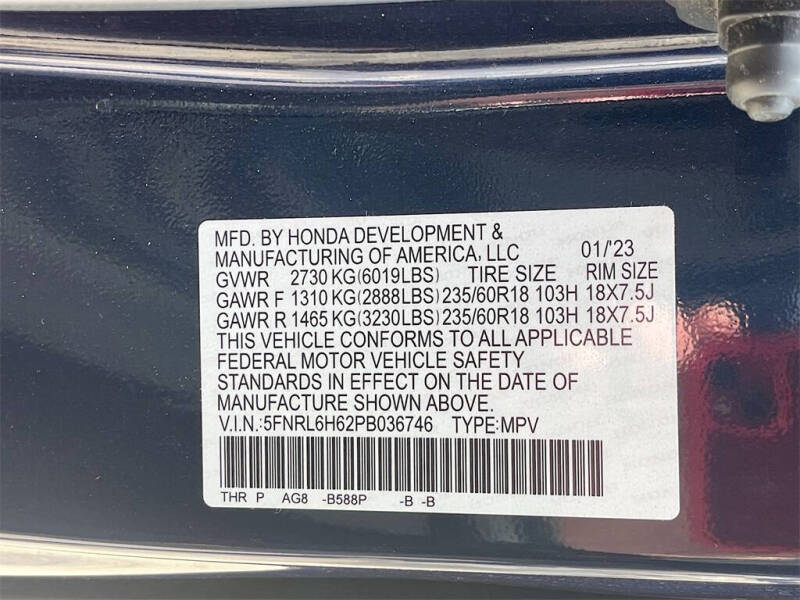 MFD. BY HONDA DEVELOPMENT &
MANUFACTURING OF AMERICA, LLC 01/'23
GVWR 2730 KG(6019LBS) TIRE SIZE RIM SIZE
GAWR F 1310 KG(2888LBS) 235/60R18 103H 18X7.5J
GAWR R 1465 KG(3230LBS) 235/60R18 103H 18X7.5J
THIS VEHICLE CONFORMS TO ALL APPLICABLE
FEDERAL MOTOR VEHICLE SAFETY
STANDARDS IN EFFECT ON THE DATE OF
MANUFACTURE SHOWN ABOVE.
V.I.N.:5FNRL6H62PB036746 TYPE:MPV
THR P AG8 -B588P -B -B